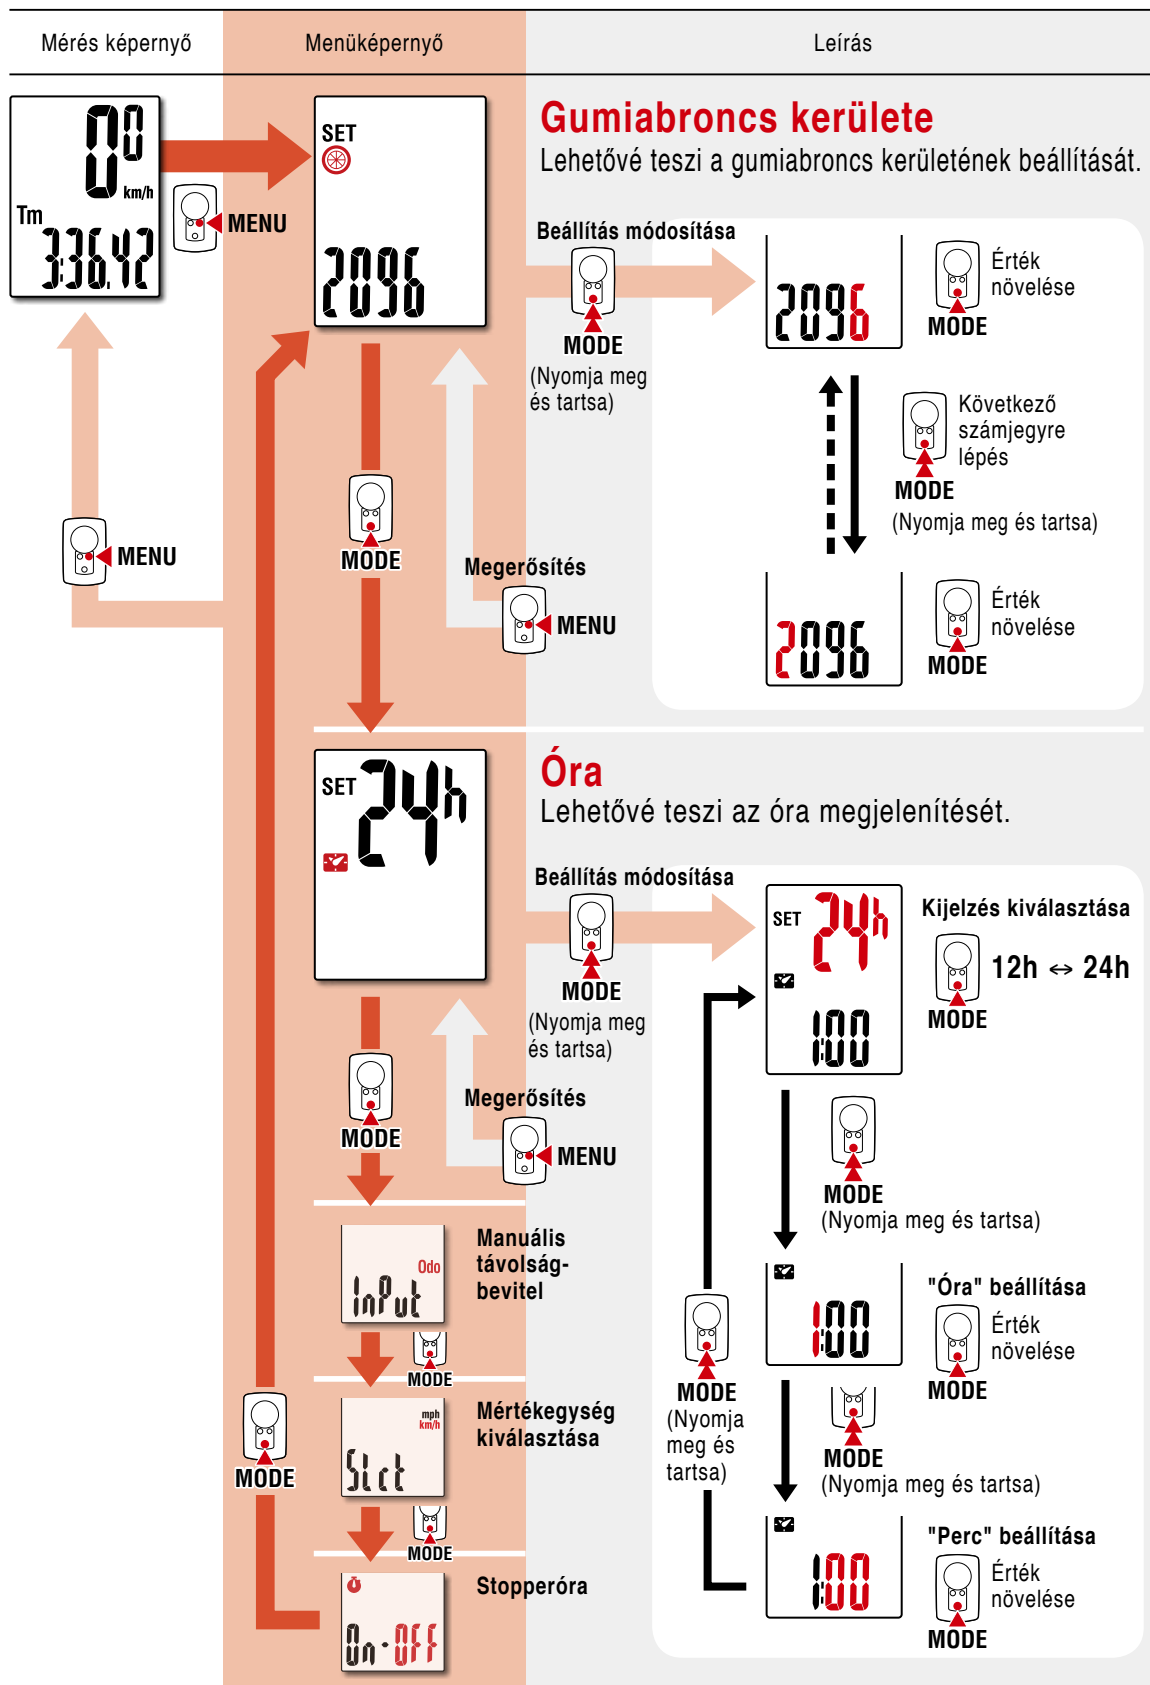 Mérés képernyő
Menüképernyő
Leírás
0 0
km/h
Tm
3:36.42
MENU
SET
2096
Gumiabroncs kerülete
Lehetővé teszi a gumiabroncs kerületének beállítását.
Beállítás módosítása
MODE
(Nyomja meg
és tartsa)
2096
Érték
növelése
MODE
Következő
számjegyre
lépés
MODE
(Nyomja meg és tartsa)
2096
Érték
növelése
MODE
MENU
MODE
Megerősítés
MENU
SET
24h
Óra
Lehetővé teszi az óra megjelenítését.
Beállítás módosítása
MODE
(Nyomja meg
és tartsa)
SET
24h
1:00
Kijelzés kiválasztása
12h ⇔ 24h
MODE
MODE
(Nyomja meg és tartsa)
MODE
Megerősítés
MENU
1:00
"Óra" beállítása
Érték
növelése
MODE
MODE
(Nyomja meg és tartsa)
MODE
(Nyomja
meg és
tartsa)
1:00
"Perc" beállítása
Érték
növelése
MODE
Odo
InPut
Manuális
távolság-
bevitel
MODE
mph
km/h
Slct
Mértékegység
kiválasztása
MODE
On-OFF
Stopperóra
MODE